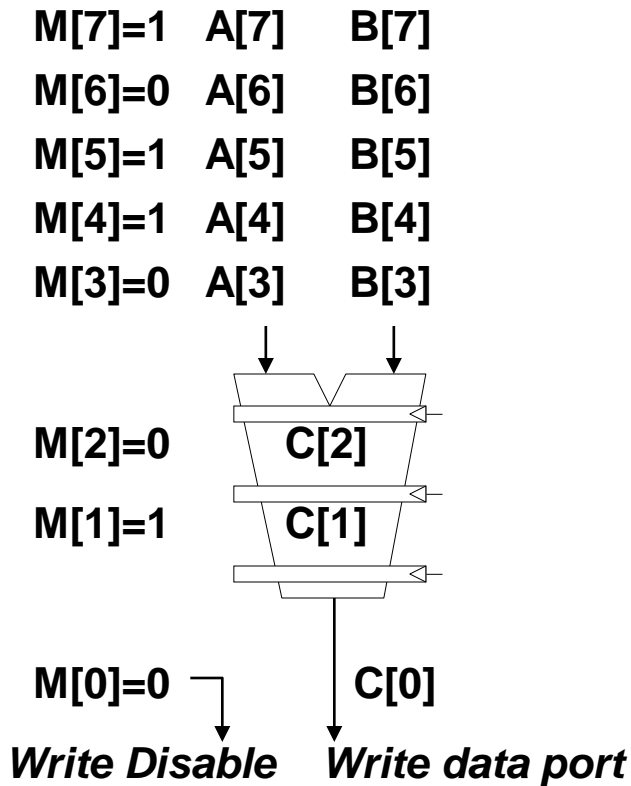 M[7]=1 A[7] B[7]
M[6]=0 A[6] B[6]
M[5]=1 A[5] B[5]
M[4]=1 A[4] B[4]
M[3]=0 A[3] B[3]
M[2]=0 C[2]
M[1]=1 C[1]
M[0]=0 C[0]
Write Disable Write data port